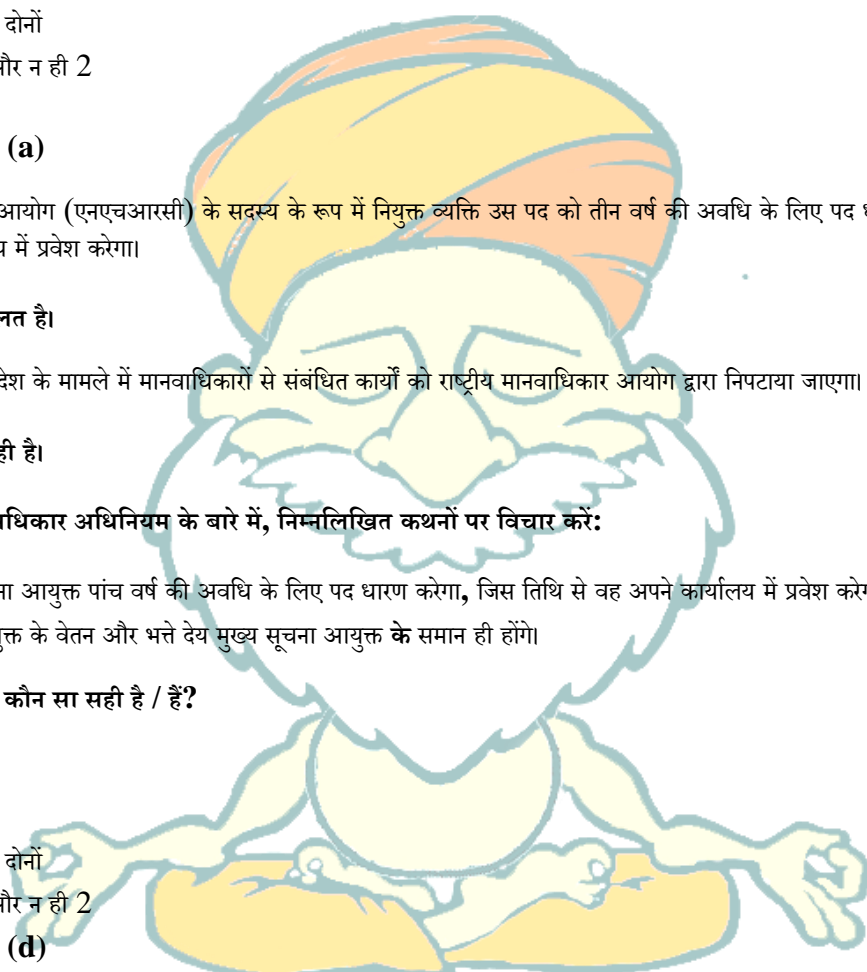 दोनों
और न ही 2
(a)
आयोग (एनएचआरसी) के सदस्य के रूप में नियुक्त व्यक्ति उस पद को तीन वर्ष की अवधि के लिए पद
में प्रवेश करेगा।
है।
के मामले में मानवाधिकारों से संबंधित कार्यों को राष्ट्रीय मानवाधिकार आयोग द्वारा निपटाया जाएगा।
है।
अधिनियम के बारे में, निम्नलिखित कथनों पर विचार करें:
आयुक्त पांच वर्ष की अवधि के लिए पद धारण करेगा, जिस तिथि से वह अपने कार्यालय में प्रवेश
के वेतन और भत्ते देय मुख्य सूचना आयुक्त के समान ही होंगे।
कौन सा सही है / हैं?
दोनों
और न ही 2
(d)